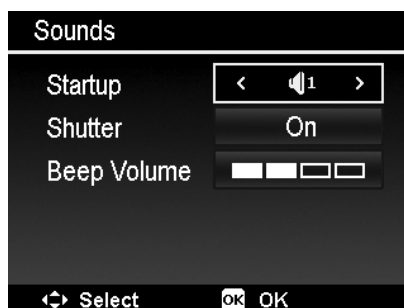 Sounds
Startup < 1 >
Shutter On
Beep Volume
Select OK OK